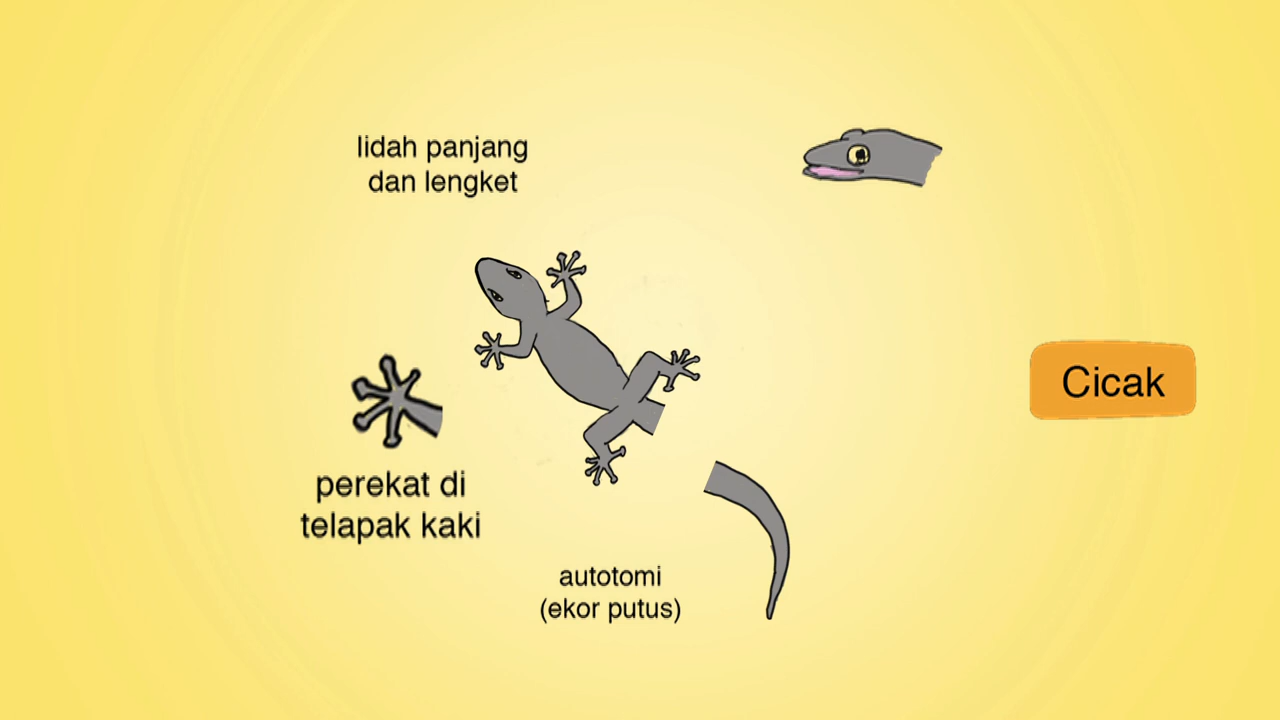 lidah panjang
dan lengket
Cicak
perekat di
telapak kaki
autotomi
(ekor putus)